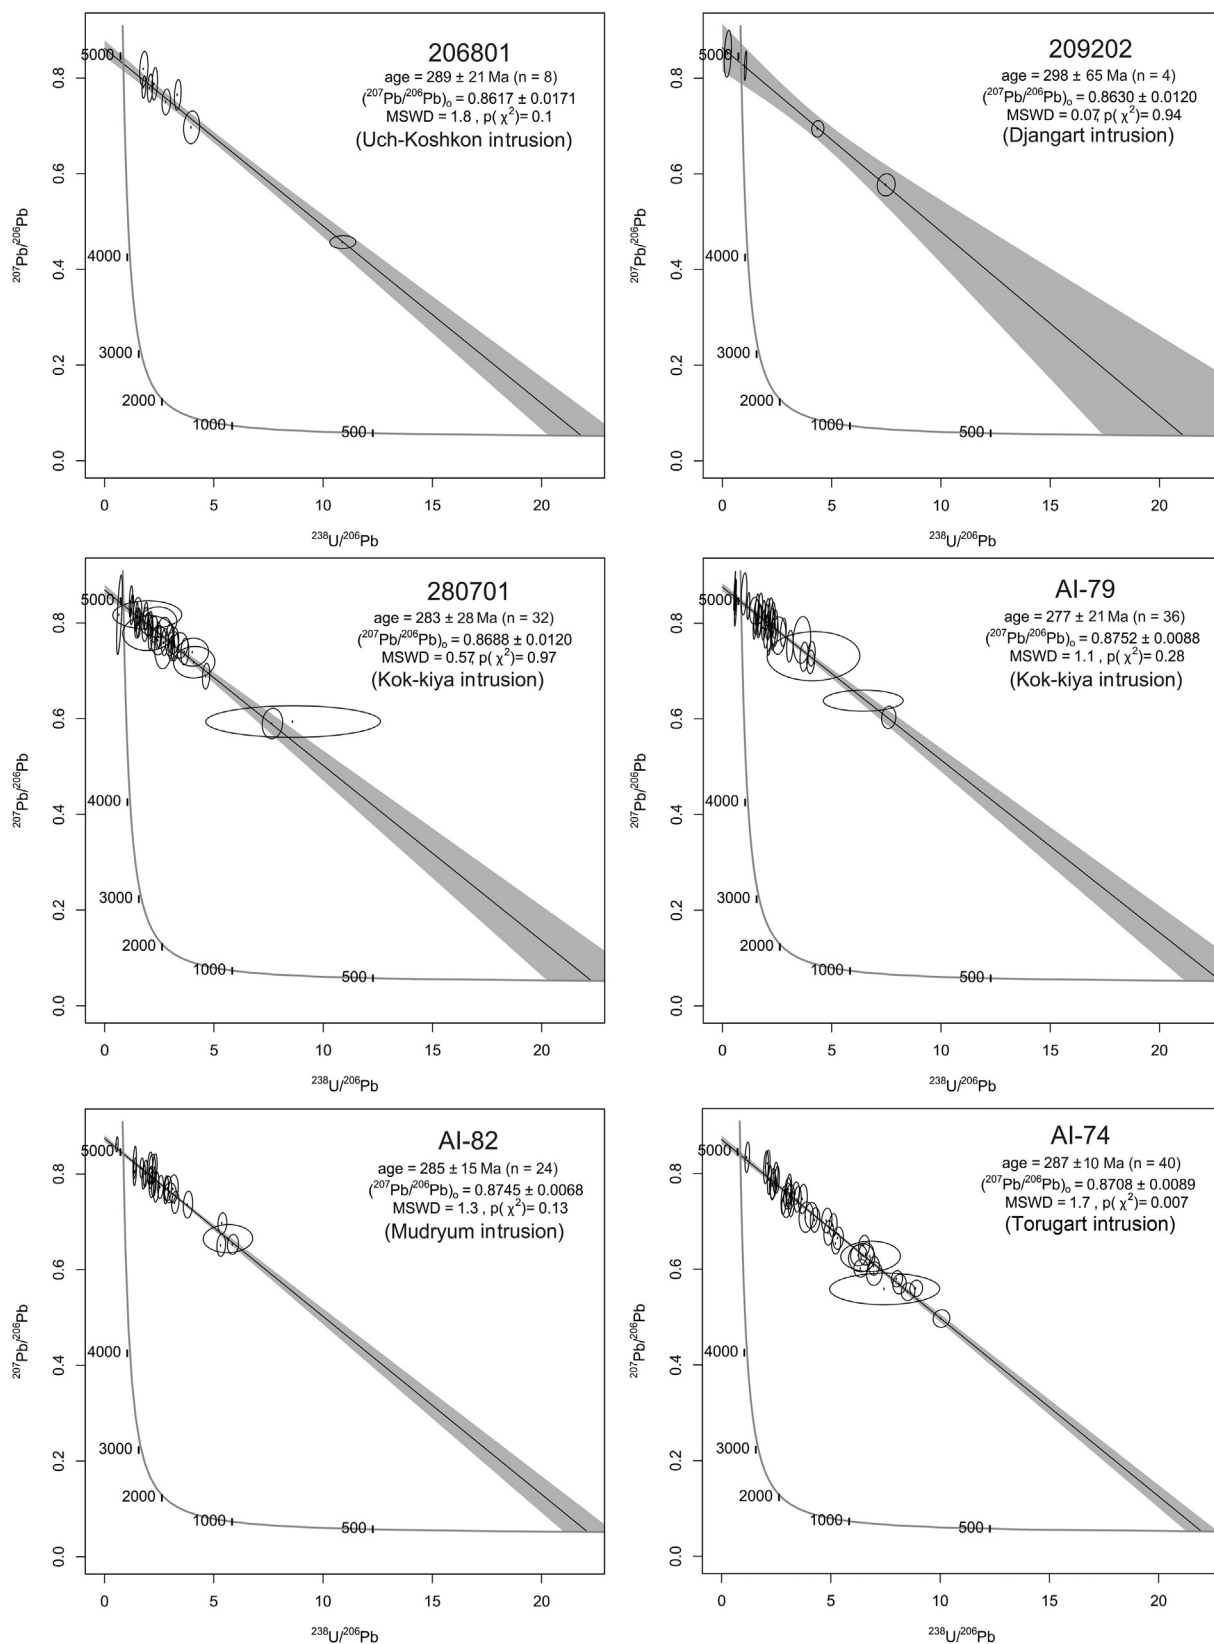 206801
age = 289 ± 21 Ma (n = 8)
(²⁰⁷Pb/²⁰⁶Pb)ₒ = 0.8617 ± 0.0171
MSWD = 1.8 , p( χ²)= 0.1
(Uch-Koshkon intrusion)
5000
4000
3000
2000
1000
500
0.8
0.6
0.4
0.2
0.0
²⁰⁷Pb/²⁰⁶Pb
0 5 10 15 20
²³⁸U/²⁰⁶Pb
209202
age = 298 ± 65 Ma (n = 4)
(²⁰⁷Pb/²⁰⁶Pb)ₒ = 0.8630 ± 0.0120
MSWD = 0.07, p( χ²)= 0.94
(Djangart intrusion)
5000
4000
3000
2000
1000
500
0.8
0.6
0.4
0.2
0.0
²⁰⁷Pb/²⁰⁶Pb
0 5 10 15 20
²³⁸U/²⁰⁶Pb
280701
age = 283 ± 28 Ma (n = 32)
(²⁰⁷Pb/²⁰⁶Pb)ₒ = 0.8688 ± 0.0120
MSWD = 0.57, p( χ²)= 0.97
(Kok-kiya intrusion)
5000
4000
3000
2000
1000
500
0.8
0.6
0.4
0.2
0.0
²⁰⁷Pb/²⁰⁶Pb
0 5 10 15 20
²³⁸U/²⁰⁶Pb
AI-79
age = 277 ± 21 Ma (n = 36)
(²⁰⁷Pb/²⁰⁶Pb)ₒ = 0.8752 ± 0.0088
MSWD = 1.1 , p( χ²)= 0.28
(Kok-kiya intrusion)
5000
4000
3000
2000
1000
500
0.8
0.6
0.4
0.2
0.0
²⁰⁷Pb/²⁰⁶Pb
0 5 10 15 20
²³⁸U/²⁰⁶Pb
AI-82
age = 285 ± 15 Ma (n = 24)
(²⁰⁷Pb/²⁰⁶Pb)ₒ = 0.8745 ± 0.0068
MSWD = 1.3 , p( χ²)= 0.13
(Mudryum intrusion)
5000
4000
3000
2000
1000
500
0.8
0.6
0.4
0.2
0.0
²⁰⁷Pb/²⁰⁶Pb
0 5 10 15 20
²³⁸U/²⁰⁶Pb
AI-74
age = 287 ±10 Ma (n = 40)
(²⁰⁷Pb/²⁰⁶Pb)ₒ = 0.8708 ± 0.0089
MSWD = 1.7 , p( χ²)= 0.007
(Torugart intrusion)
5000
4000
3000
2000
1000
500
0.8
0.6
0.4
0.2
0.0
²⁰⁷Pb/²⁰⁶Pb
0 5 10 15 20
²³⁸U/²⁰⁶Pb